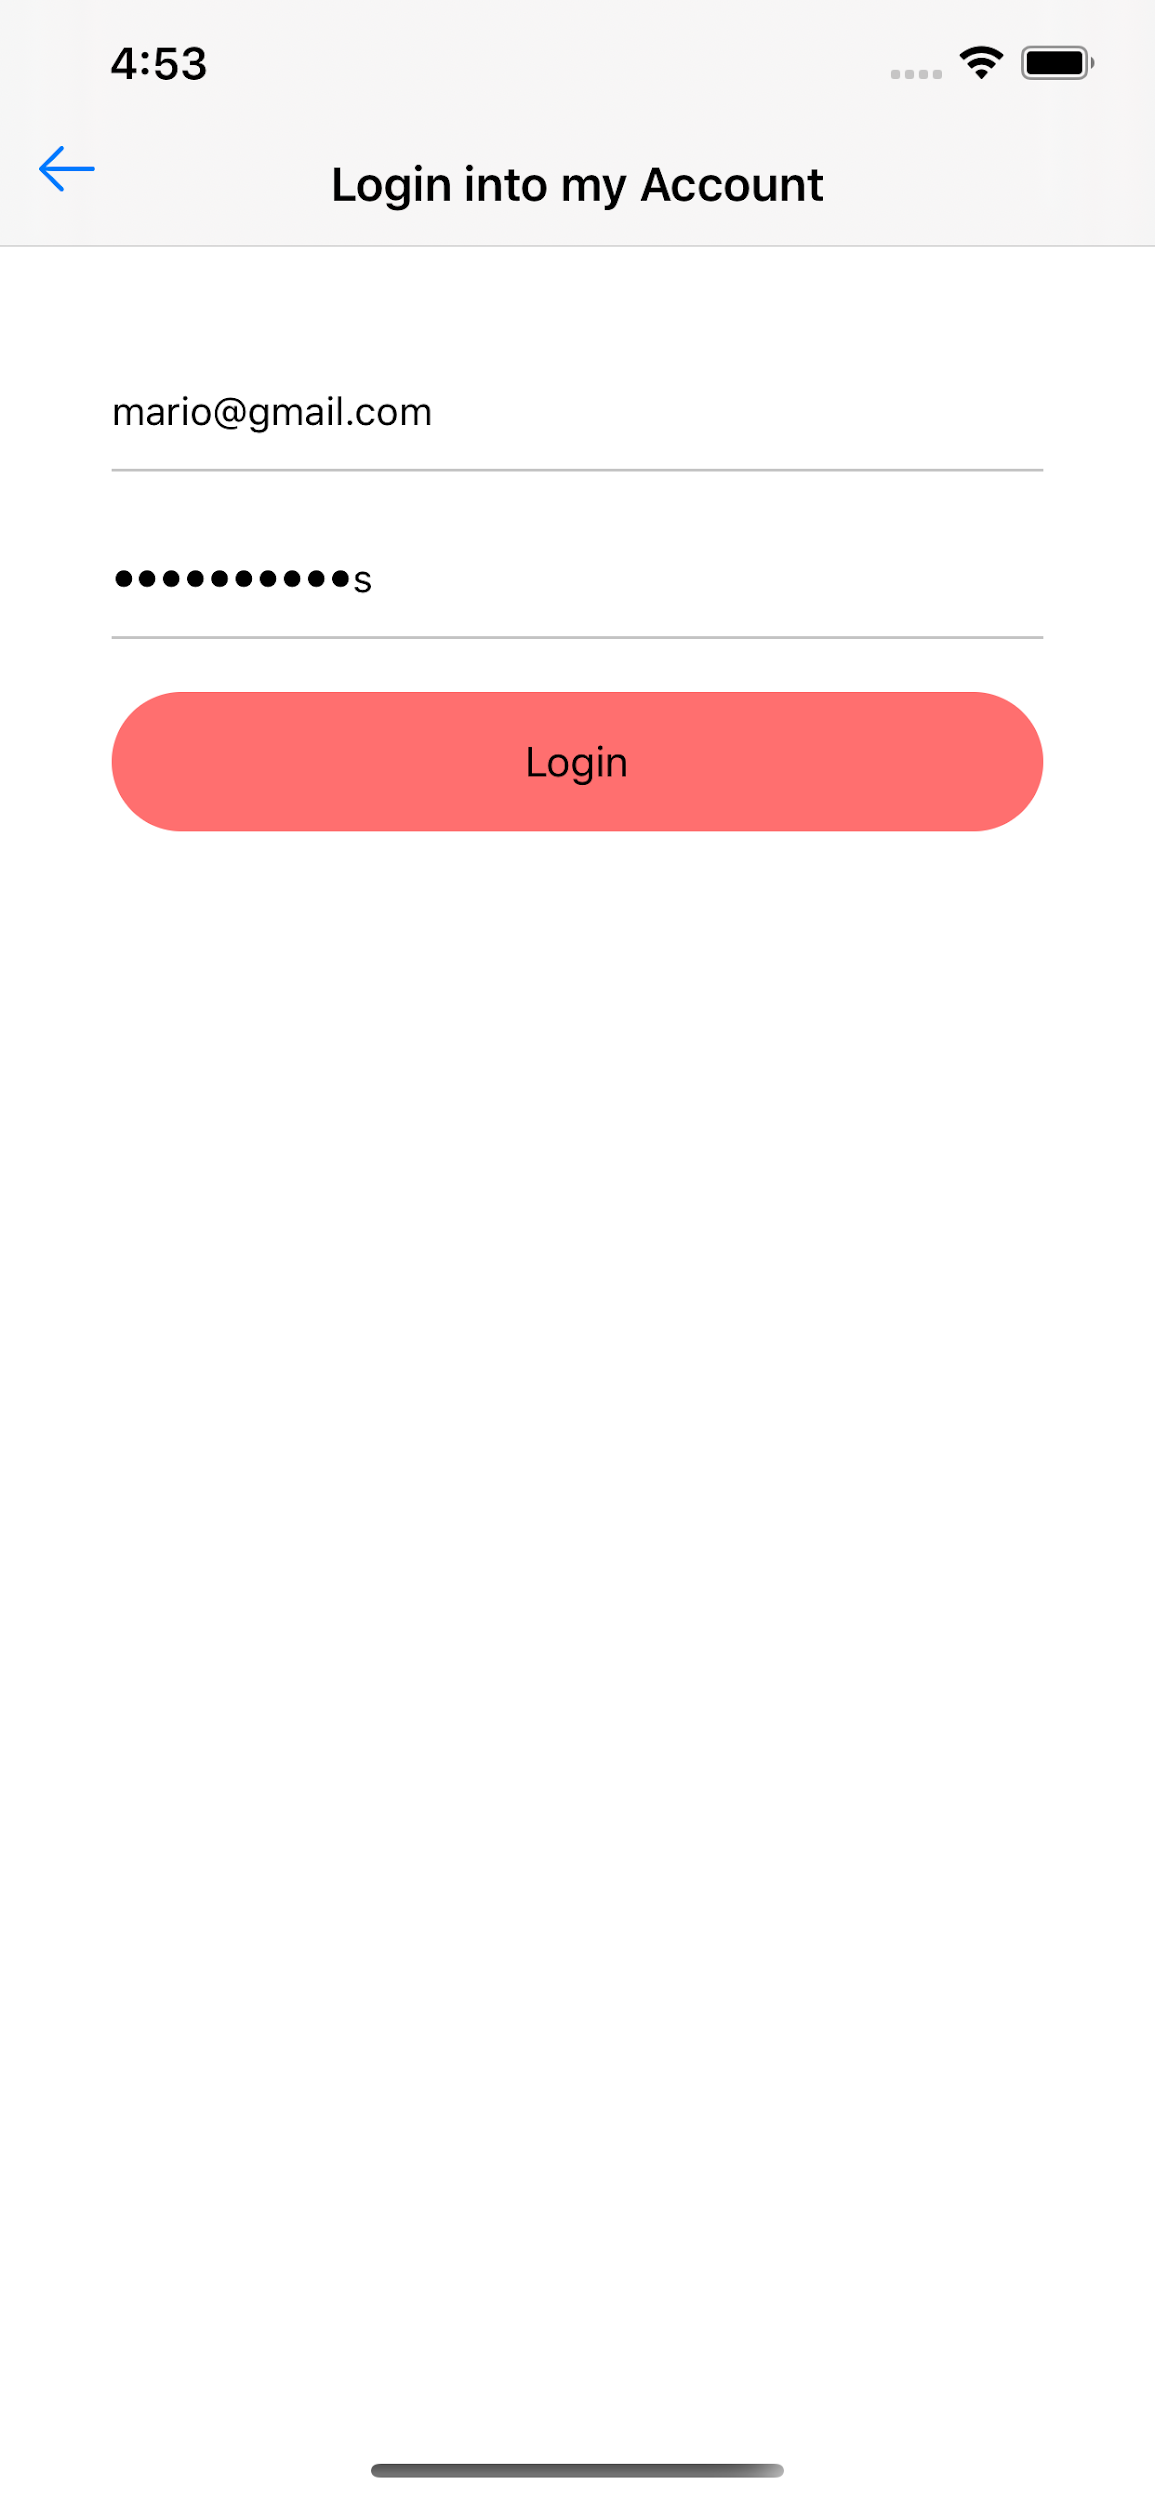 4:53
Login into my Account
mario@gmail.com
••••••••••s
Login